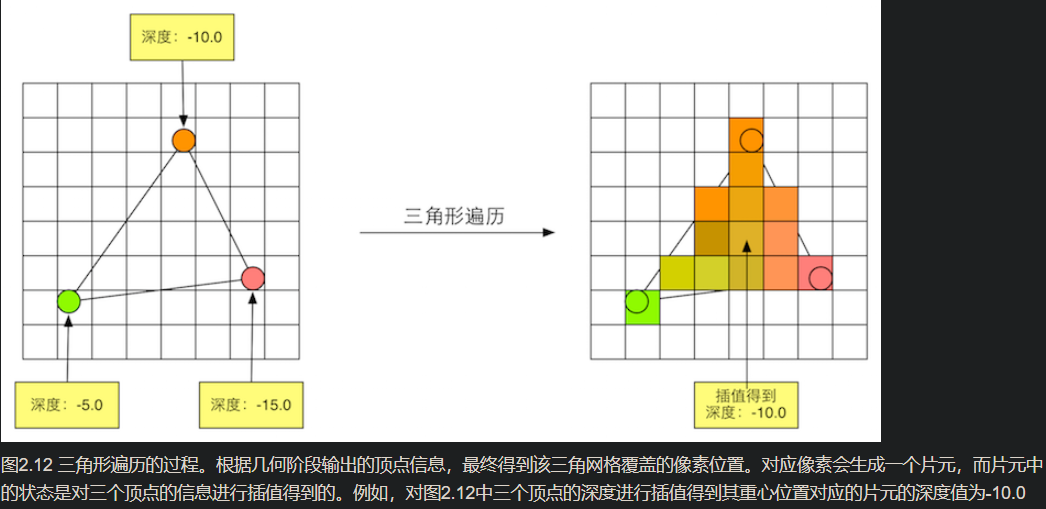 深度：-10.0
三角形遍历
深度：-5.0
深度：-15.0
插值得到
深度：-10.0
图2.12 三角形遍历的过程。根据几何阶段输出的顶点信息，最终得到该三角网格覆盖的像素位置。对应像素会生成一个片元，而片元中
的状态是对三个顶点的信息进行插值得到的。例如，对图2.12中三个顶点的深度进行插值得到其重心位置对应的片元的深度值为-10.0